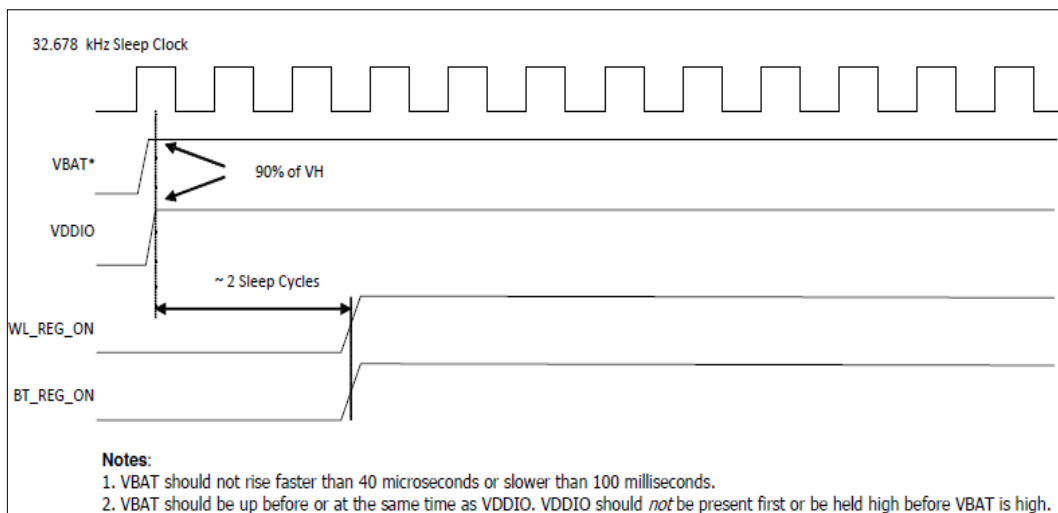 32.678 kHz Sleep Clock
VBAT*
90% of VH
VDDIO
~ 2 Sleep Cycles
WL_REG_ON
BT_REG_ON
Notes:
1. VBAT should not rise faster than 40 microseconds or slower than 100 milliseconds.
2. VBAT should be up before or at the same time as VDDIO. VDDIO should not be present first or be held high before VBAT is high.